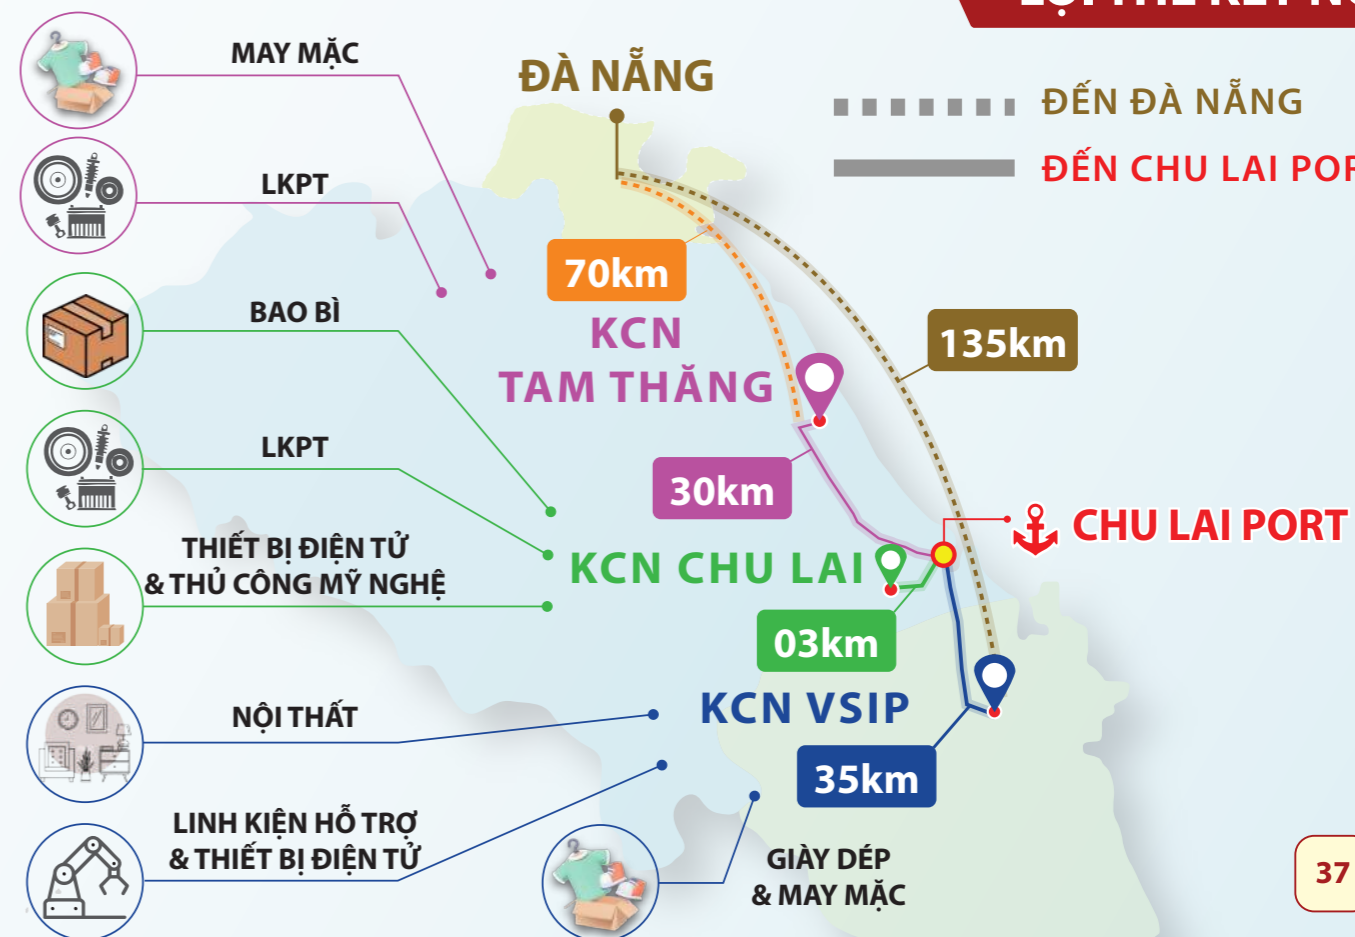 MAY MẶC
LKPT
BAO BÌ
LKPT
THIẾT BỊ ĐIỆN TỬ
& THỦ CÔNG MỸ NGHỆ
NỘI THẤT
LINH KIỆN HỖ TRỢ
& THIẾT BỊ ĐIỆN TỬ
GIÀY DÉP
& MAY MẶC
ĐÀ NẴNG
ĐẾN ĐÀ NẴNG
ĐẾN CHU LAI
70km
135km
KCN
TAM THĂNG
30km
CHU LAI PORT
KCN CHU LAI
03km
KCN VSIP
35km
37